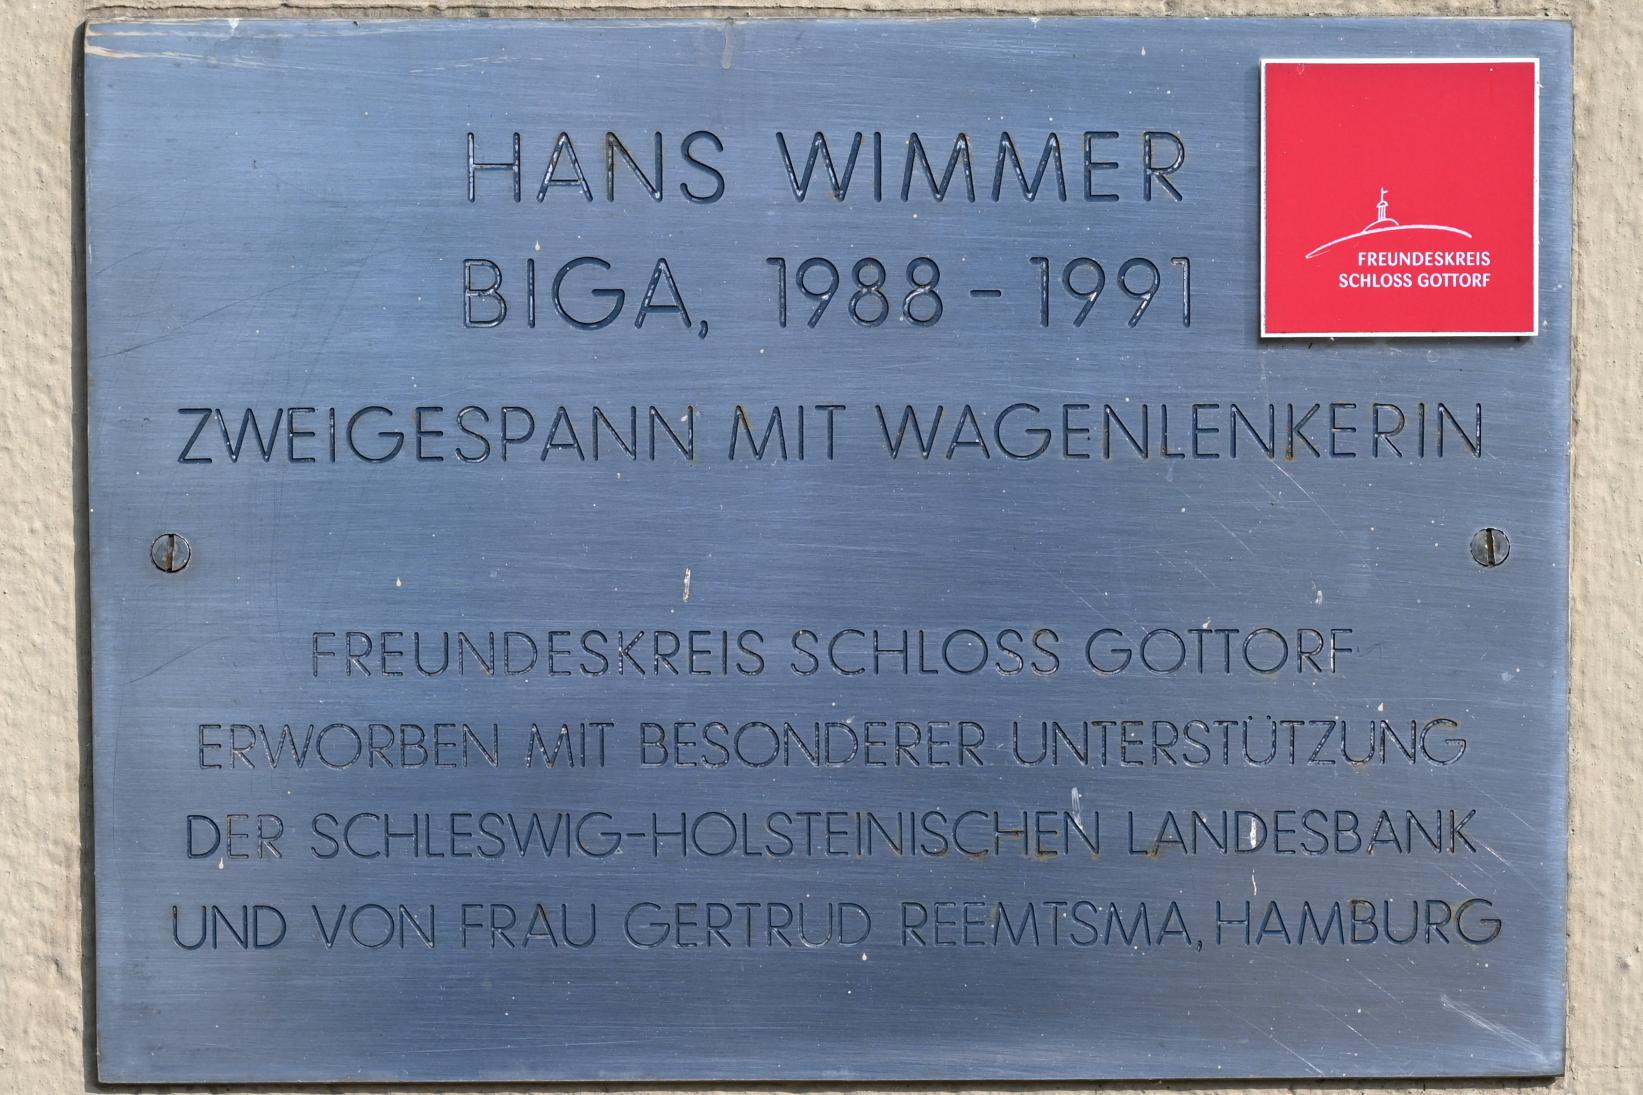 HANS WIMMER
BIGA, 1988 - 1991
ZWEIGESPANN MIT WAGENLENKERIN
FREUNDESKREIS
SCHLOSS GOTTORF
FREUNDESKREIS SCHLOSS GOTTORF
ERWORBEN MIT BESONDERER UNTERSTÜTZUNG
DER SCHLESWIG-HOLSTEINISCHEN LANDESBANK
UND VON FRAU GERTRUD REEMTSMA, HAMBURG